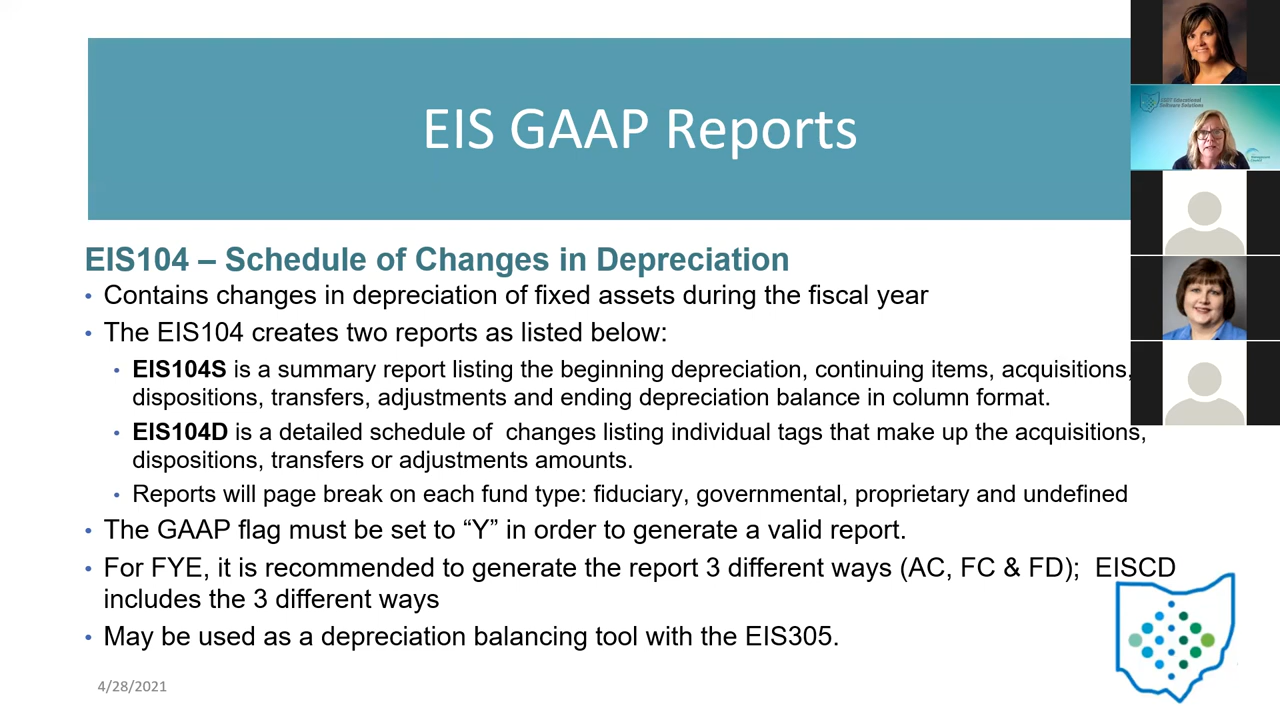 EIS GAAP Reports
EIS104 – Schedule of Changes in Depreciation
• Contains changes in depreciation of fixed assets during the fiscal year
• The EIS104 creates two reports as listed below:
• EIS104S is a summary report listing the beginning depreciation, continuing items, acquisitions,
dispositions, transfers, adjustments and ending depreciation balance in column format.
• EIS104D is a detailed schedule of changes listing individual tags that make up the acquisitions,
dispositions, transfers or adjustments amounts.
• Reports will page break on each fund type: fiduciary, governmental, proprietary and undefined
• The GAAP flag must be set to “Y” in order to generate a valid report.
• For FYE, it is recommended to generate the report 3 different ways (AC, FC & FD); EISCD
includes the 3 different ways
• May be used as a depreciation balancing tool with the EIS305.
4/28/2021
Educational
Software Solutions